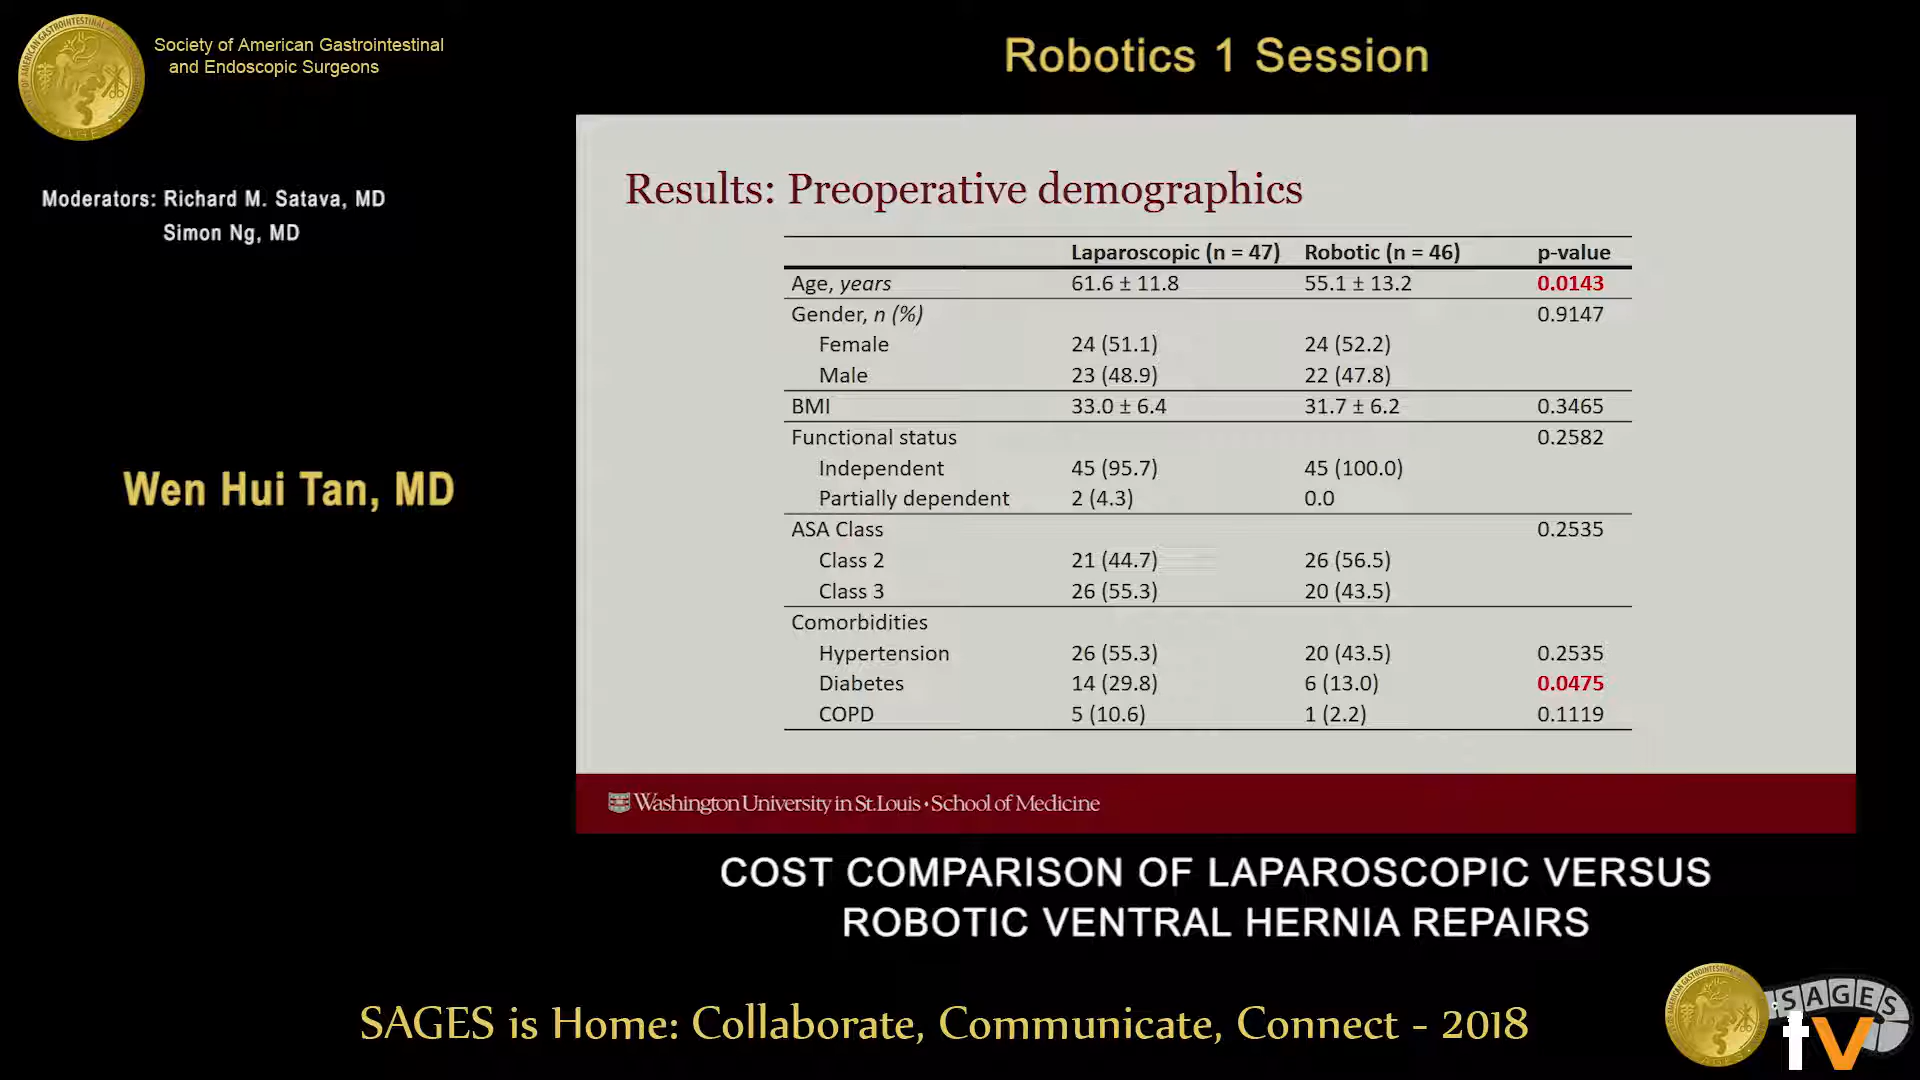 Society of American Gastrointestinal
and Endoscopic Surgeons
Robotics 1 Session
Moderators: Richard M. Satava, MD
Simon Ng, MD
Wen Hui Tan, MD
Results: Preoperative demographics
Laparoscopic (n = 47) Robotic (n = 46) p-value
Age, years 61.6 ± 11.8 55.1 ± 13.2 0.0143
Gender, n (%) 0.9147
Female 24 (51.1) 24 (52.2)
Male 23 (48.9) 22 (47.8)
BMI 33.0 ± 6.4 31.7 ± 6.2 0.3465
Functional status 0.2582
Independent 45 (95.7) 45 (100.0)
Partially dependent 2 (4.3) 0.0
ASA Class 0.2535
Class 2 21 (44.7) 26 (56.5)
Class 3 26 (55.3) 20 (43.5)
Comorbidities
Hypertension 26 (55.3) 20 (43.5) 0.2535
Diabetes 14 (29.8) 6 (13.0) 0.0475
COPD 5 (10.6) 1 (2.2) 0.1119
Washington University in St. Louis • School of Medicine
COST COMPARISON OF LAPAROSCOPIC VERSUS
ROBOTIC VENTRAL HERNIA REPAIRS
SAGES is Home: Collaborate, Communicate, Connect - 2018
SAGES
tv